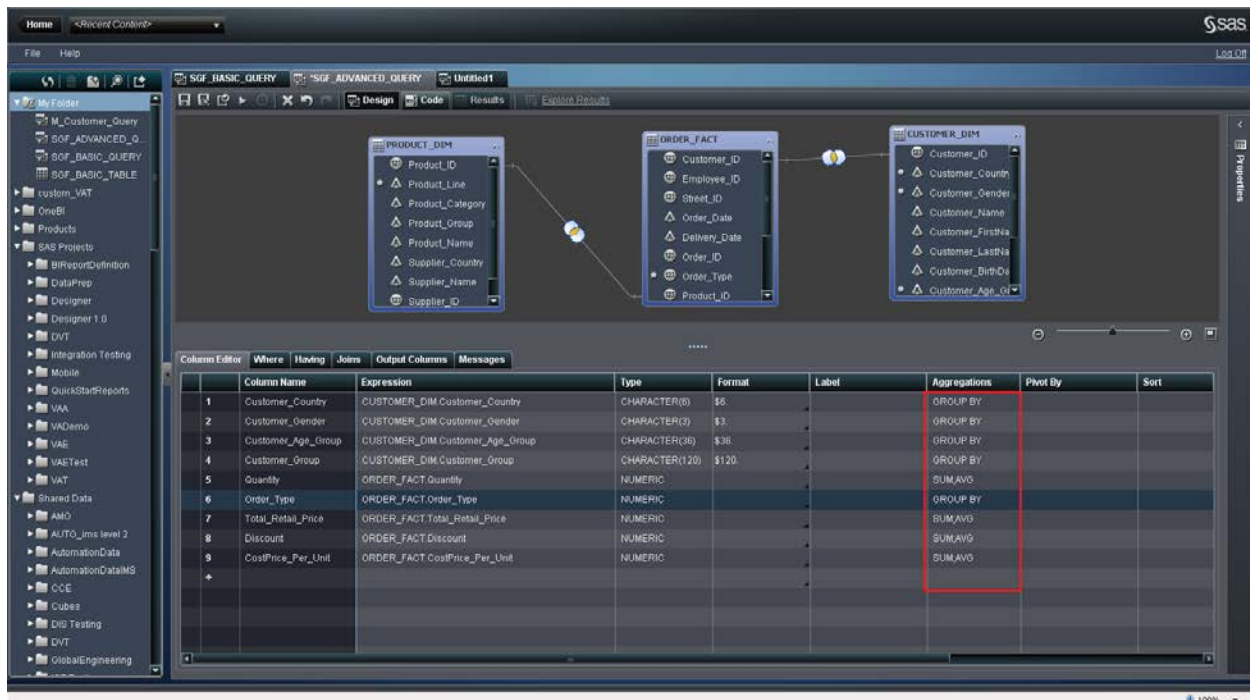 Home <Recent Content> sas
File Help Log Off
SGF_BASIC_QUERY *SGF_ADVANCED_QUERY Untitled1
Design Code Results Explore Results
My Folder
M_Customer_Query
SGF_ADVANCED_Q...
SGF_BASIC_QUERY
SGF_BASIC_TABLE
custom_VAT
OneBI
Products
SAS Projects
BIReportDefinition
DataPrep
Designer
Designer 1.0
DVT
Integration Testing
Mobile
QuickStartReports
VAA
VADemo
VAE
VAETest
VAT
Shared Data
AMO
AUTO_ims level 2
AutomationData
AutomationDataIMS
CCE
Cubes
DIS Testing
DVT
GlobalEngineering
PRODUCT_DIM
Product_ID
Product_Line
Product_Category
Product_Group
Product_Name
Supplier_Country
Supplier_Name
Supplier_ID
ORDER_FACT
Customer_ID
Employee_ID
Street_ID
Order_Date
Delivery_Date
Order_ID
Order_Type
Product_ID
CUSTOMER_DIM
Customer_ID
Customer_Country
Customer_Gender
Customer_Name
Customer_FirstNa
Customer_LastNa
Customer_BirthDa
Customer_Age_Gr
Properties
Column Editor Where Having Joins Output Columns Messages
Column Name Expression Type Format Label Aggregations Pivot By Sort
1 Customer_Country CUSTOMER_DIM.Customer_Country CHARACTER(6) $6. GROUP BY
2 Customer_Gender CUSTOMER_DIM.Customer_Gender CHARACTER(3) $3. GROUP BY
3 Customer_Age_Group CUSTOMER_DIM.Customer_Age_Group CHARACTER(36) $36. GROUP BY
4 Customer_Group CUSTOMER_DIM.Customer_Group CHARACTER(120) $120. GROUP BY
5 Quantity ORDER_FACT.Quantity NUMERIC SUM,AVG
6 Order_Type ORDER_FACT.Order_Type NUMERIC GROUP BY
7 Total_Retail_Price ORDER_FACT.Total_Retail_Price NUMERIC SUM,AVG
8 Discount ORDER_FACT.Discount NUMERIC SUM,AVG
9 CostPrice_Per_Unit ORDER_FACT.CostPrice_Per_Unit NUMERIC SUM,AVG
+